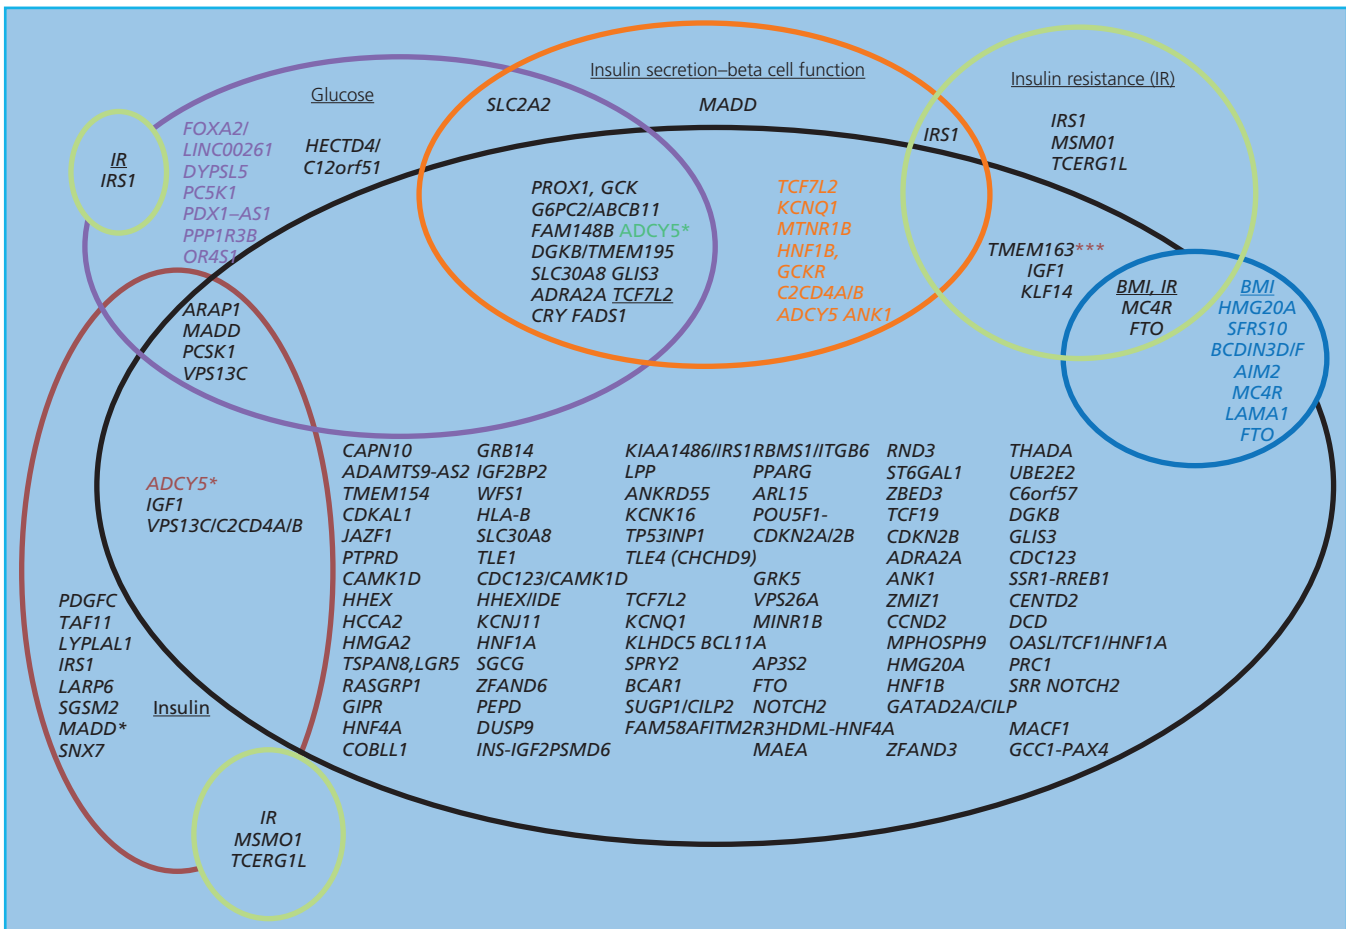 Glucose
Insulin secretion–beta cell function
Insulin resistance (IR)
SLC2A2
MADD
IR
IRS1
FOXA2/
LINC00261
DYPSL5
PC5K1
PDX1–AS1
PPP1R3B
OR4S1
HECTD4/
C12orf51
PROX1, GCK
G6PC2/ABCB11
FAM148B ADCY5*
DGKB/TMEM195
SLC30A8 GLIS3
ADRA2A TCF7L2
CRY FADS1
TCF7L2
KCNQ1
MTNR1B
HNF1B,
GCKR
C2CD4A/B
ADCY5 ANK1
IRS1
IRS1
MSM01
TCERG1L
TMEM163***
IGF1
KLF14
BMI, IR
MC4R
FTO
BMI
HMG20A
SFRS10
BCDIN3D/F
AIM2
MC4R
LAMA1
FTO
ARAP1
MADD
PCSK1
VPS13C
ADCY5*
IGF1
VPS13C/C2CD4A/B
CAPN10 GRB14 KIAA1486/IRS1 RBMS1/ITGB6 RND3 THADA
ADAMTS9-AS2 IGF2BP2 LPP PPARG ST6GAL1 UBE2E2
TMEM154 WFS1 ANKRD55 ARL15 ZBED3 C6orf57
CDKAL1 HLA-B KCNK16 POU5F1- TCF19 DGKB
JAZF1 SLC30A8 TP53INP1 CDKN2A/2B CDKN2B GLIS3
PTPRD TLE1 TLE4 (CHCHD9) ADRA2A CDC123
CAMK1D CDC123/CAMK1D GRK5 ANK1 SSR1-RREB1
HHEX HHEX/IDE TCF7L2 VPS26A ZMIZ1 CENTD2
HCCA2 KCNJ11 KCNQ1 MINR1B CCND2 DCD
HMGA2 HNF1A KLHDC5 BCL11A MPHOSPH9 OASL/TCF1/HNF1A
TSPAN8,LGR5 SGCG SPRY2 AP3S2 HMG20A PRC1
RASGRP1 ZFAND6 BCAR1 FTO HNF1B SRR NOTCH2
GIPR PEPD SUGP1/CILP2 NOTCH2 GATAD2A/CILP
HNF4A DUSP9 FAM58AFITM2-R3HDML-HNF4A MACF1
COBLL1 INS-IGF2PSMD6 MAEA ZFAND3 GCC1-PAX4
PDGFC
TAF11
LYPLAL1
IRS1
LARP6
SGSM2
MADD*
SNX7
Insulin
IR
MSMO1
TCERG1L